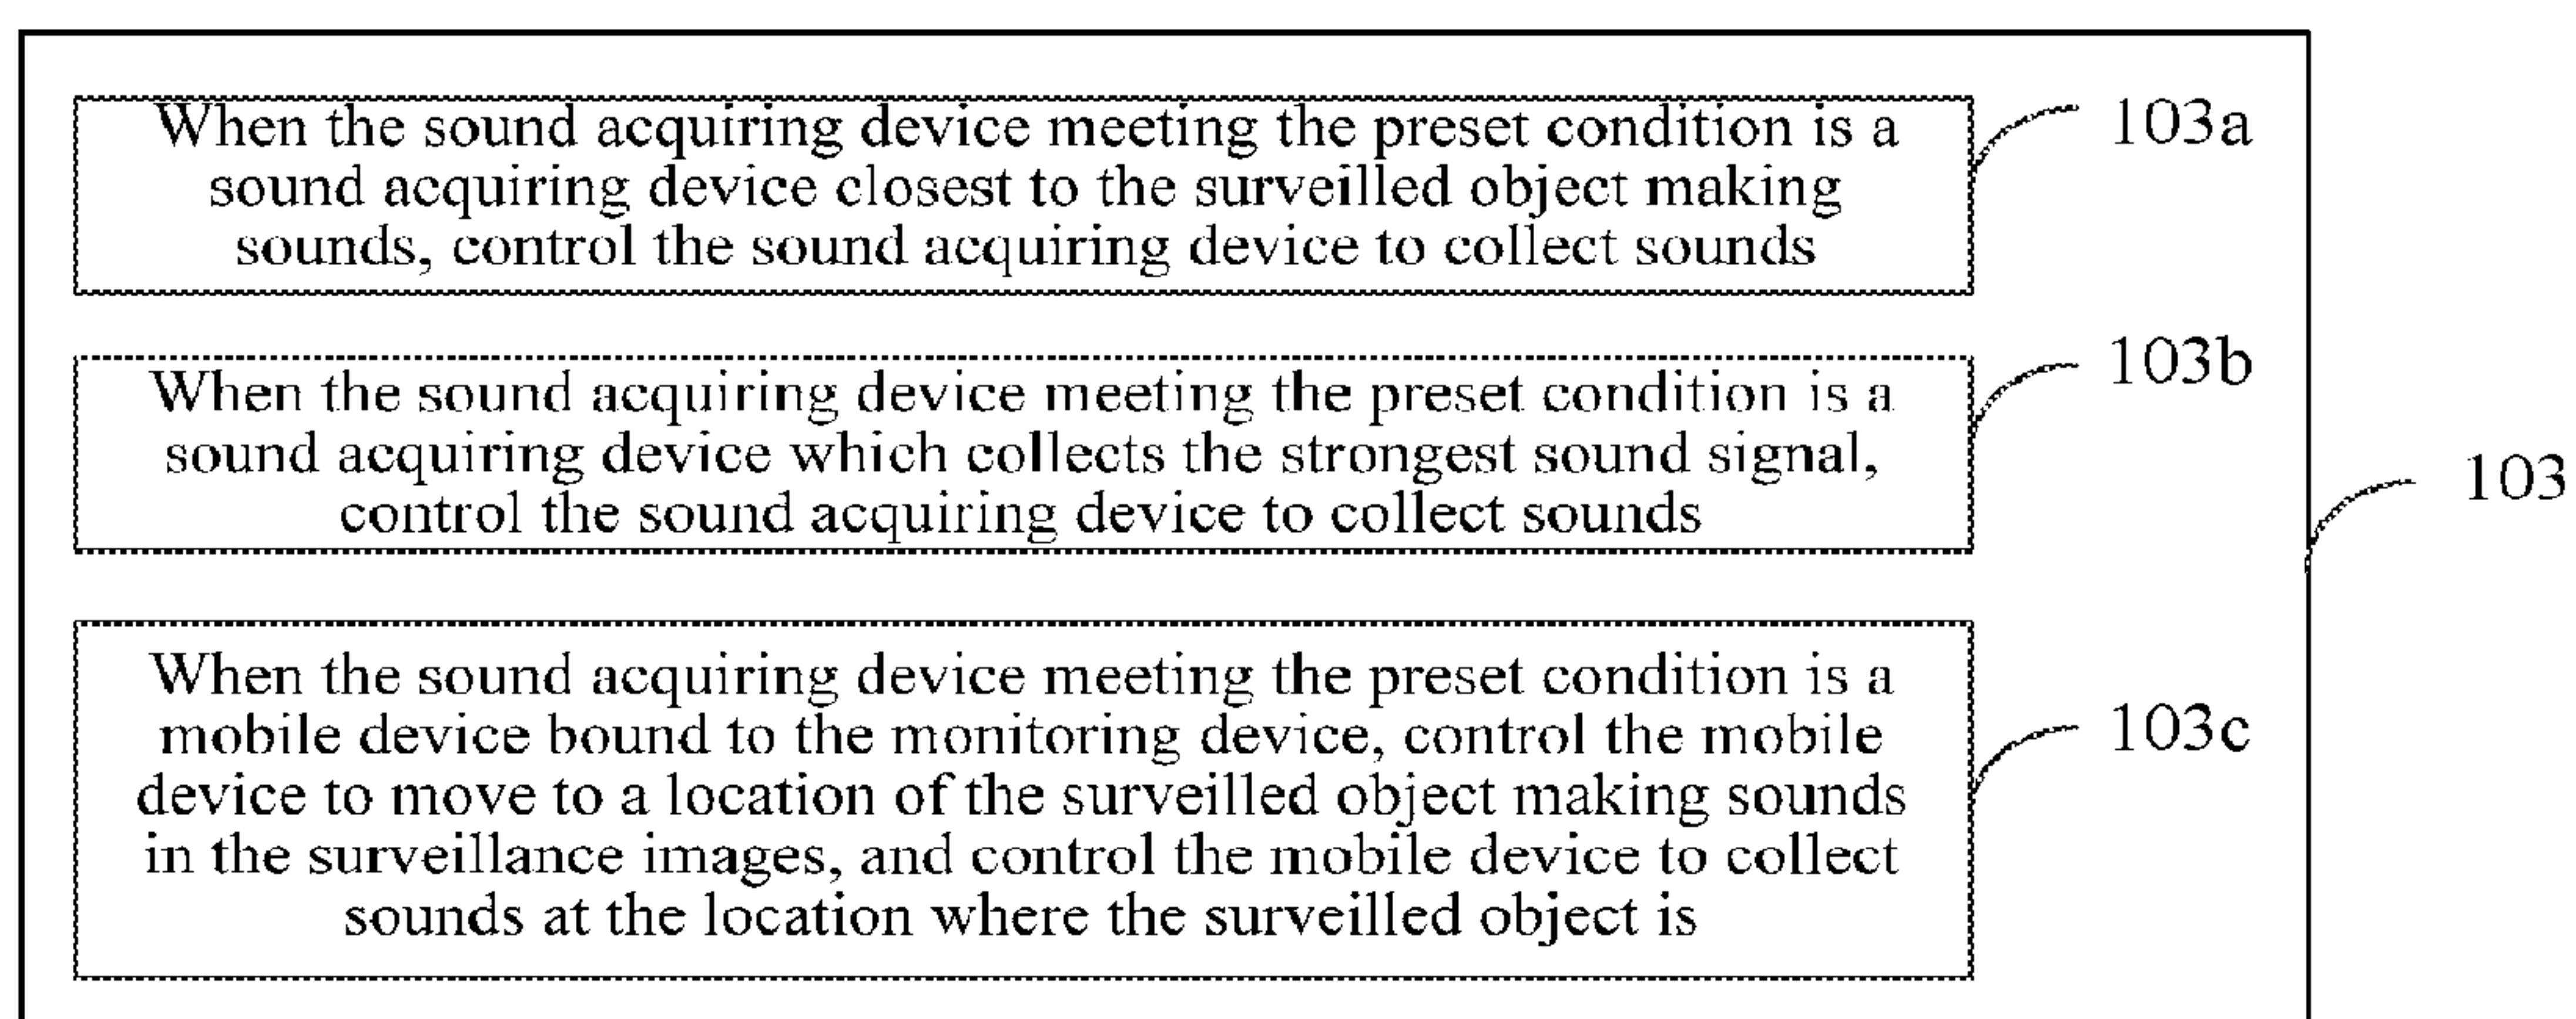 When the sound acquiring device meeting the preset condition is a
sound acquiring device closest to the surveilled object making
sounds, control the sound acquiring device to collect sounds
103a
When the sound acquiring device meeting the preset condition is a
sound acquiring device which collects the strongest sound signal,
control the sound acquiring device to collect sounds
103b
103
When the sound acquiring device meeting the preset condition is a
mobile device bound to the monitoring device, control the mobile
device to move to a location of the surveilled object making sounds
in the surveillance images, and control the mobile device to collect
sounds at the location where the surveilled object is
103c